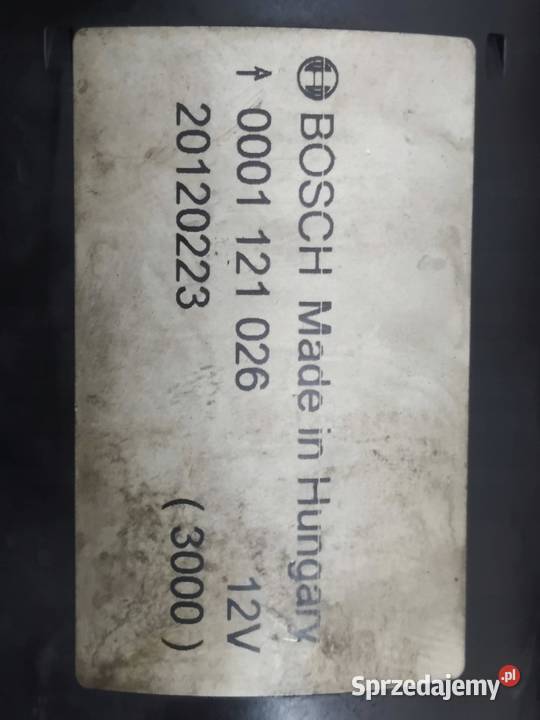 BOSCH Made in Hungary
0001 121 026 12V
20120223 (3000)
Sprzedajemy.pl